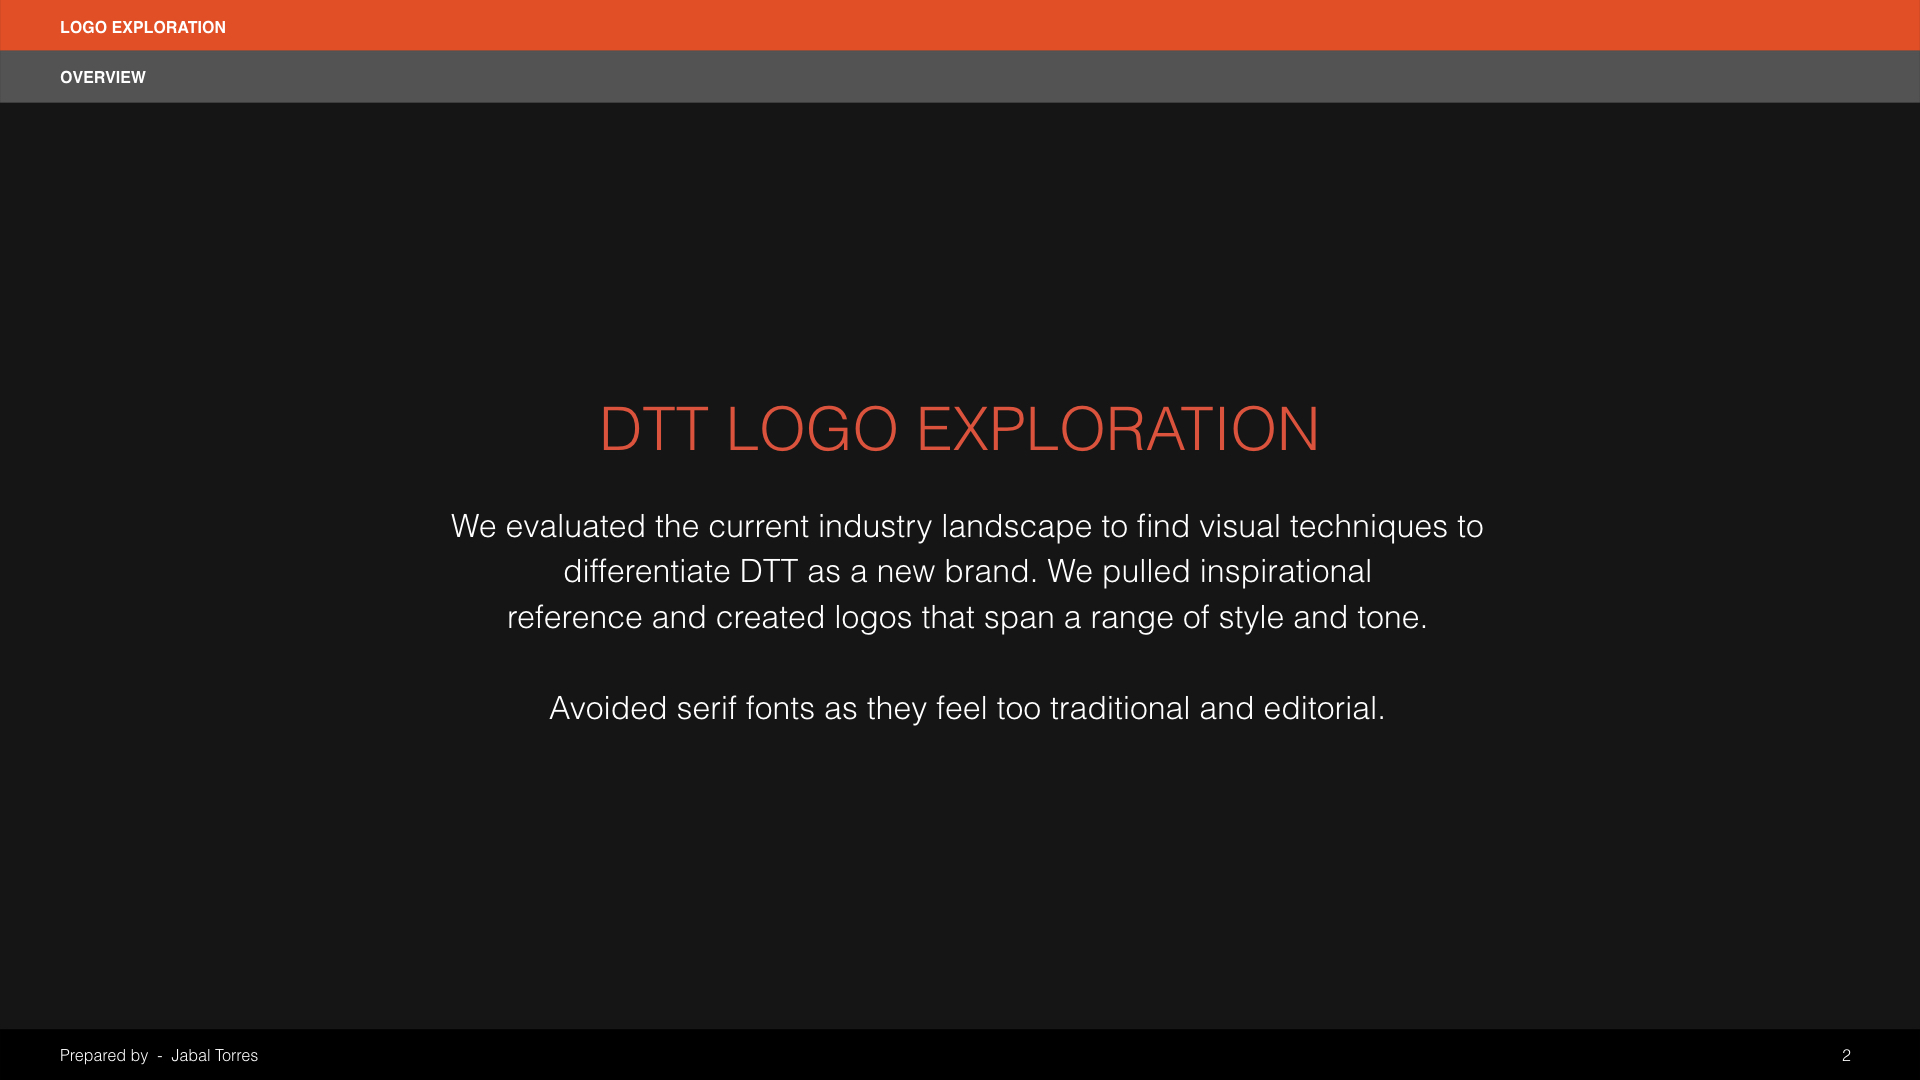 LOGO EXPLORATION
OVERVIEW
DTT LOGO EXPLORATION
We evaluated the current industry landscape to find visual techniques to
differentiate DTT as a new brand. We pulled inspirational
reference and created logos that span a range of style and tone.
Avoided serif fonts as they feel too traditional and editorial.
Prepared by - Jabal Torres
2